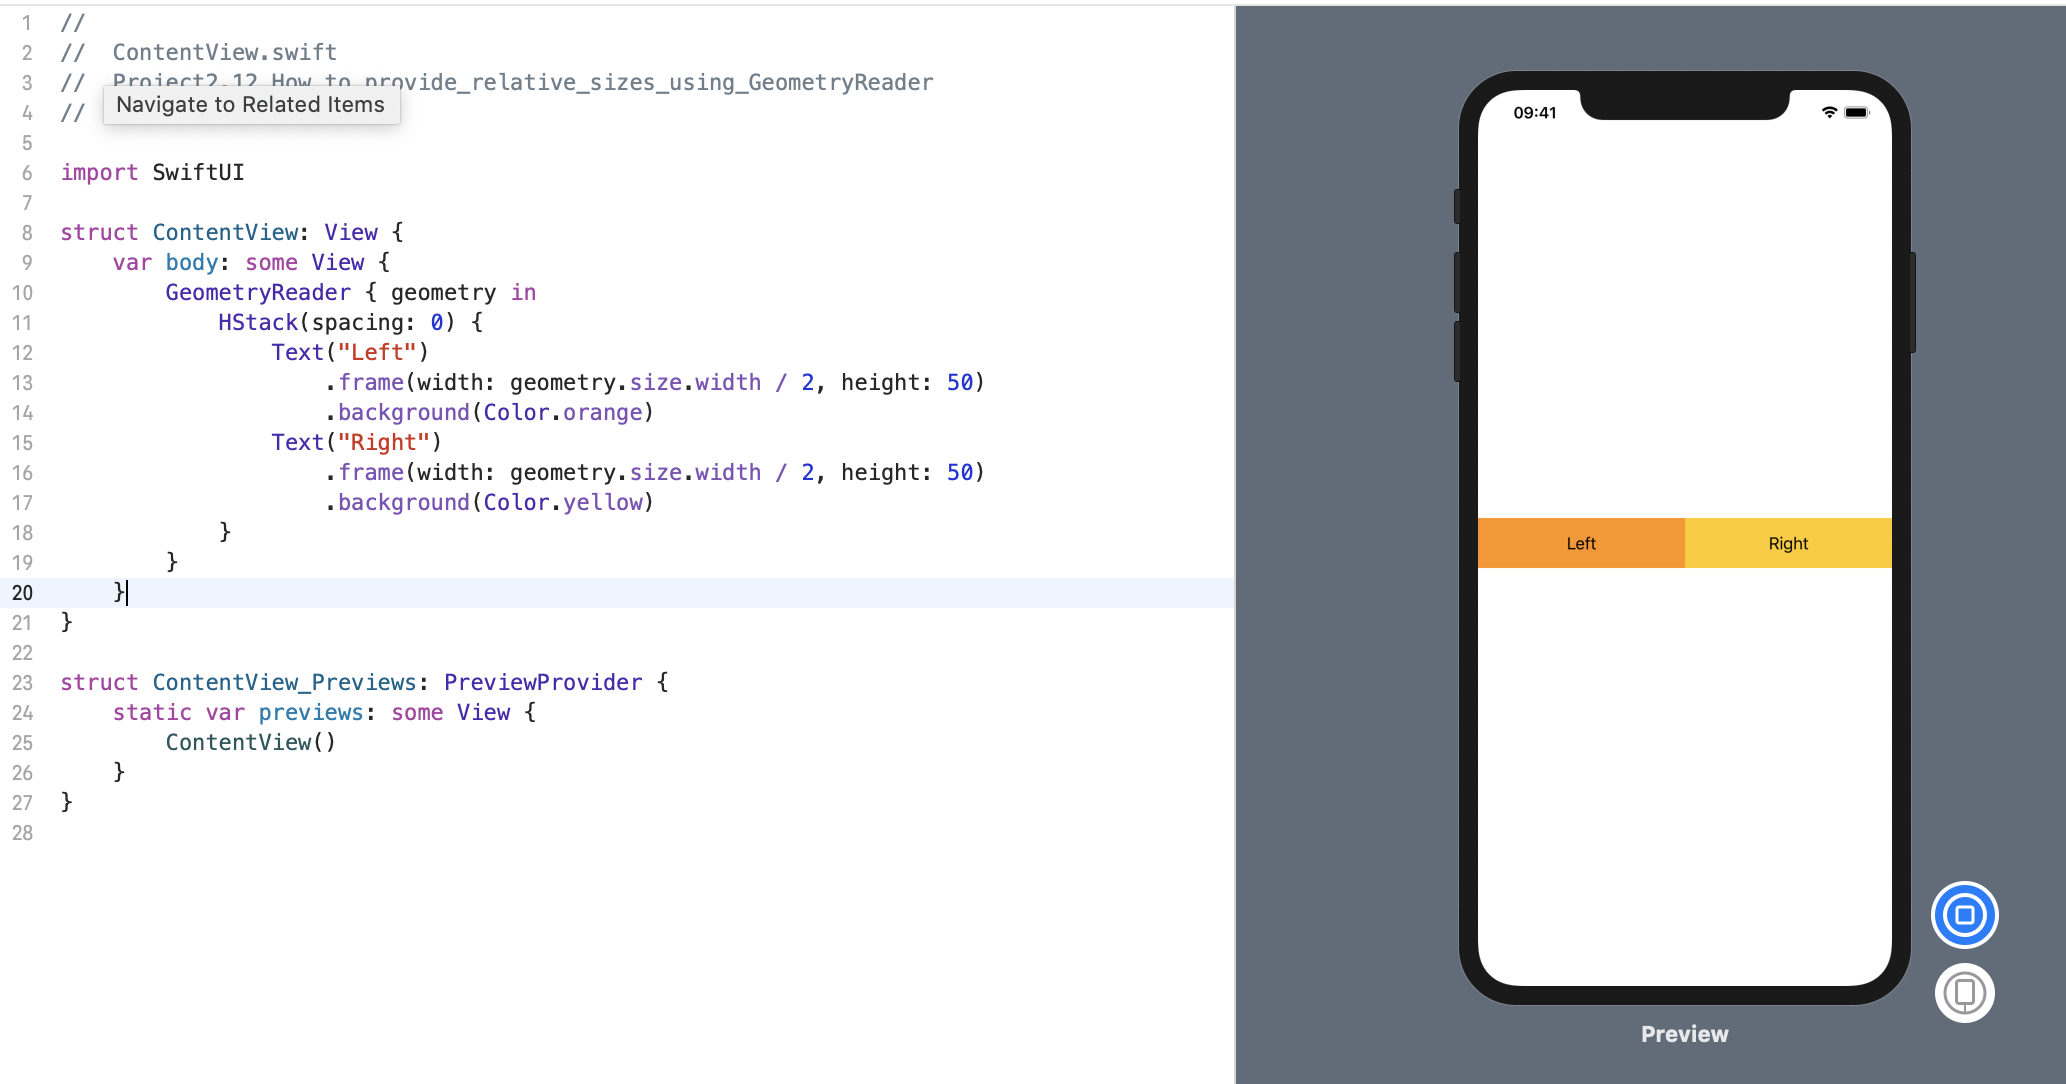 1 //
2 //  ContentView.swift
3 //  Project2.12 How to provide_relative_sizes_using_GeometryReader
4 //
Navigate to Related Items
5
6 import SwiftUI
7
8 struct ContentView: View {
9     var body: some View {
10         GeometryReader { geometry in
11             HStack(spacing: 0) {
12                 Text("Left")
13                     .frame(width: geometry.size.width / 2, height: 50)
14                     .background(Color.orange)
15                 Text("Right")
16                     .frame(width: geometry.size.width / 2, height: 50)
17                     .background(Color.yellow)
18             }
19         }
20     }
21 }
22
23 struct ContentView_Previews: PreviewProvider {
24     static var previews: some View {
25         ContentView()
26     }
27 }
28
09:41
Left
Right
Preview